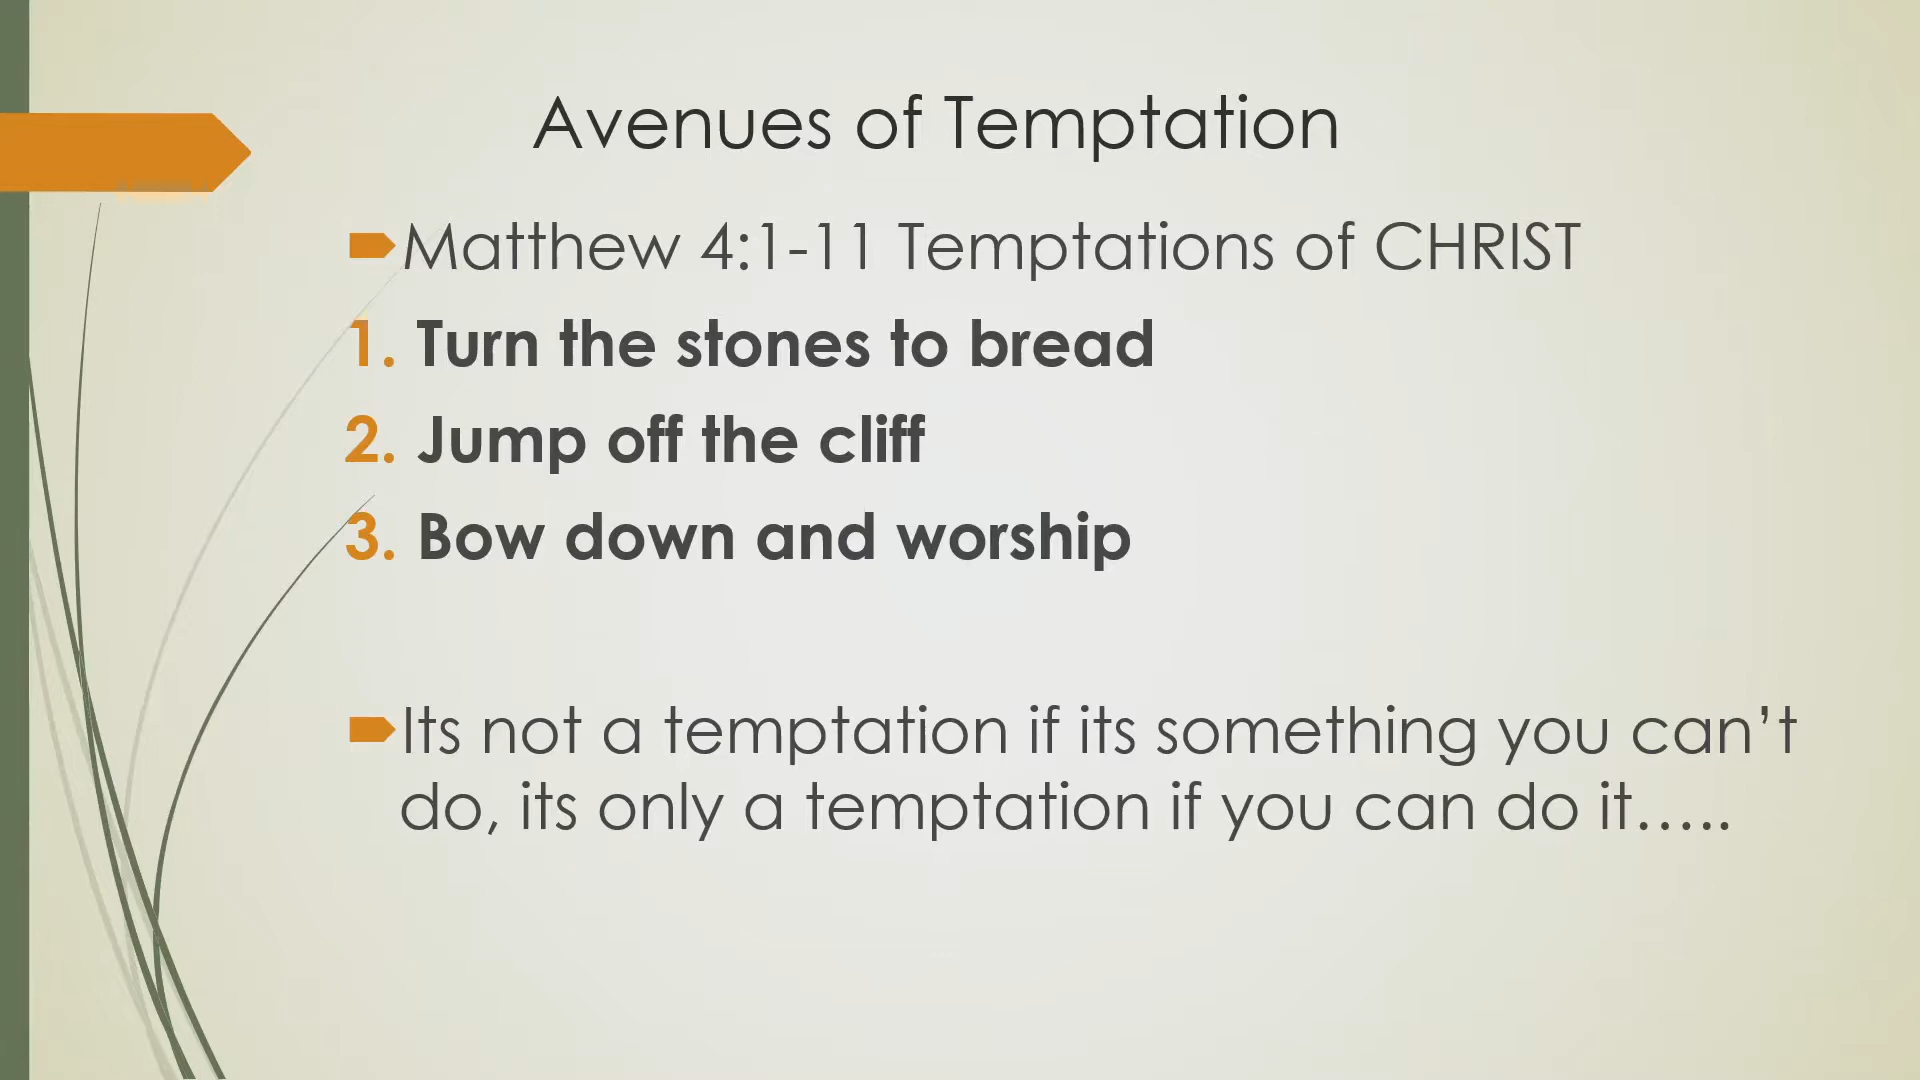 Avenues of Temptation
Matthew 4:1-11 Temptations of CHRIST
1. Turn the stones to bread
2. Jump off the cliff
3. Bow down and worship
Its not a temptation if its something you can’t
do, its only a temptation if you can do it…..